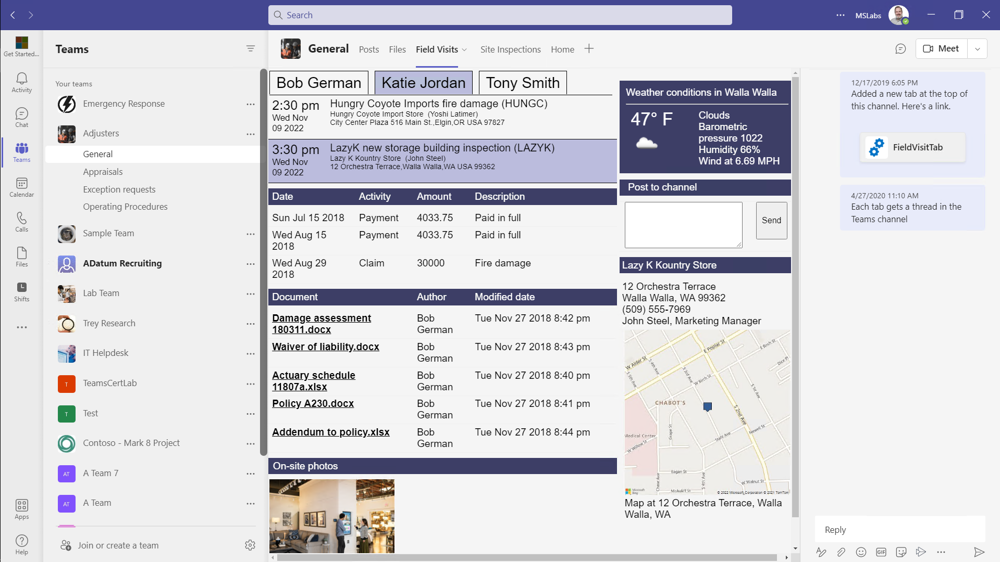 Search
MSLabs
Get Started...
Activity
Chat
Teams
Calendar
Calls
Files
Shifts
Apps
Help
Teams
Your teams
Emergency Response
Adjusters
General
Appraisals
Exception requests
Operating Procedures
Sample Team
ADatum Recruiting
Lab Team
Trey Research
IT Helpdesk
T
TeamsCertLab
T
Test
Contoso - Mark 8 Project
AT
A Team 7
AT
A Team
Join or create a team
General Posts Files Field Visits Site Inspections Home
Meet
Bob German Katie Jordan Tony Smith
2:30 pm
Wed Nov
09 2022
Hungry Coyote Imports fire damage (HUNGC)
Hungry Coyote Import Store (Yoshi Latimer)
City Center Plaza 516 Main St.,Elgin,OR USA 97827
3:30 pm
Wed Nov
09 2022
LazyK new storage building inspection (LAZYK)
Lazy K Kountry Store (John Steel)
12 Orchestra Terrace,Walla Walla,WA USA 99362
Date Activity Amount Description
Sun Jul 15 2018 Payment 4033.75 Paid in full
Wed Aug 15 Payment 4033.75 Paid in full
2018
Wed Aug 29 Claim 30000 Fire damage
2018
Document Author Modified date
Damage assessment Bob Tue Nov 27 2018 8:42 pm
180311.docx German
Waiver of liability.docx Bob Tue Nov 27 2018 8:43 pm
German
Actuary schedule Bob Tue Nov 27 2018 8:40 pm
11807a.xlsx German
Policy A230.docx Bob Tue Nov 27 2018 8:41 pm
German
Addendum to policy.xlsx Bob Tue Nov 27 2018 8:44 pm
German
On-site photos
Weather conditions in Walla Walla
47° F
Clouds
Barometric
pressure 1022
Humidity 66%
Wind at 6.69 MPH
Post to channel
Send
Lazy K Kountry Store
12 Orchestra Terrace
Walla Walla, WA 99362
(509) 555-7969
John Steel, Marketing Manager
E Poplar St
E Birch St
W Alder St
S 4th Ave
S 5th Ave
S 3rd Ave
W Birch St
Dice Pl
S 1st Ave
CHABOT'S
S 2nd Ave
Medical Center
Grape St
Newell St
Stahl Ave
W Willow St
Eagan St
Chase Ave
S 4th Ave
W Walnut St
McAuliff St
Microsoft
Bing
© 2022 Microsoft Corporation © 2021 TomTom
Map at 12 Orchestra Terrace, Walla
Walla, WA
12/17/2019 6:05 PM
Added a new tab at the top of
this channel. Here's a link.
FieldVisitTab
4/27/2020 11:10 AM
Each tab gets a thread in the
Teams channel
Reply
GIF